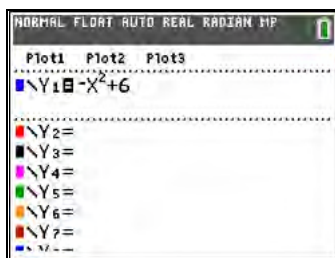 NORMAL FLOAT AUTO REAL RADIAN MP
Plot1 Plot2 Plot3
\Y₁=-X²+6
\Y₂=
\Y₃=
\Y₄=
\Y₅=
\Y₆=
\Y₇=